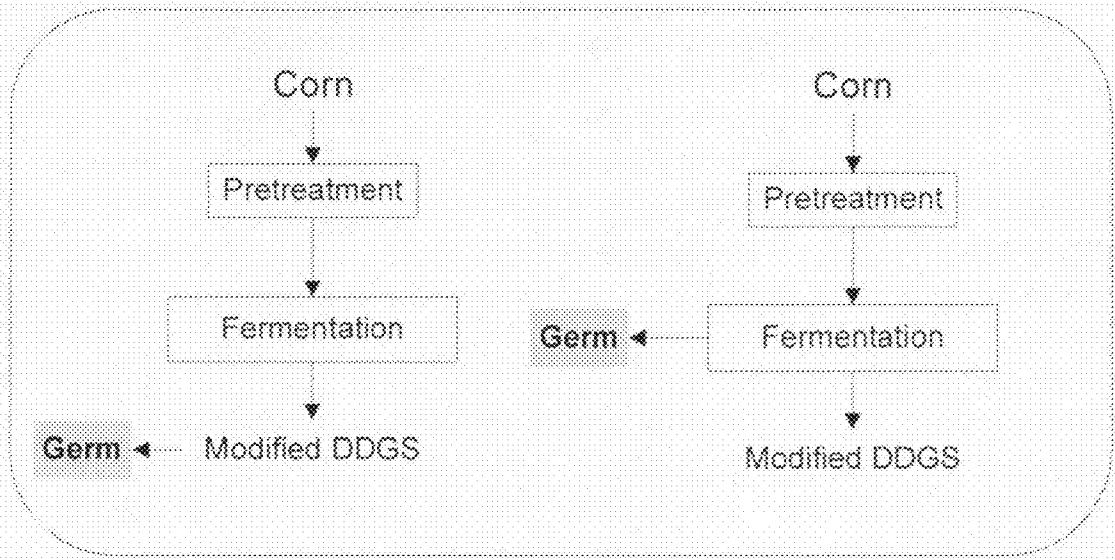 Corn
Pretreatment
Fermentation
Germ
Modified DDGS
Corn
Pretreatment
Germ
Fermentation
Modified DDGS